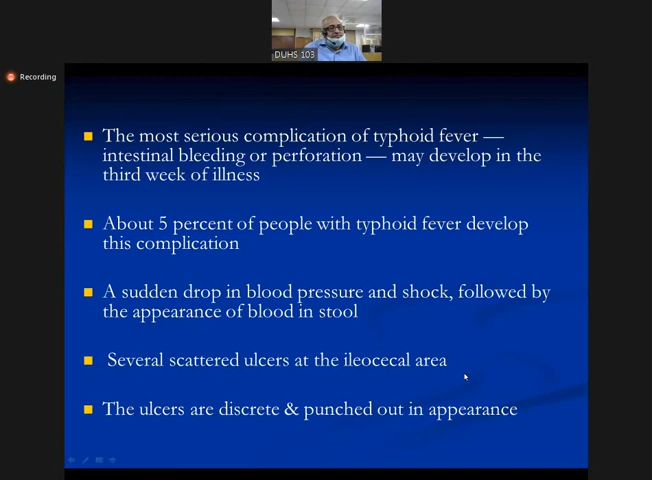 DUHS 103
Recording
The most serious complication of typhoid fever —
intestinal bleeding or perforation — may develop in the
third week of illness
About 5 percent of people with typhoid fever develop
this complication
A sudden drop in blood pressure and shock, followed by
the appearance of blood in stool
Several scattered ulcers at the ileocecal area
The ulcers are discrete & punched out in appearance